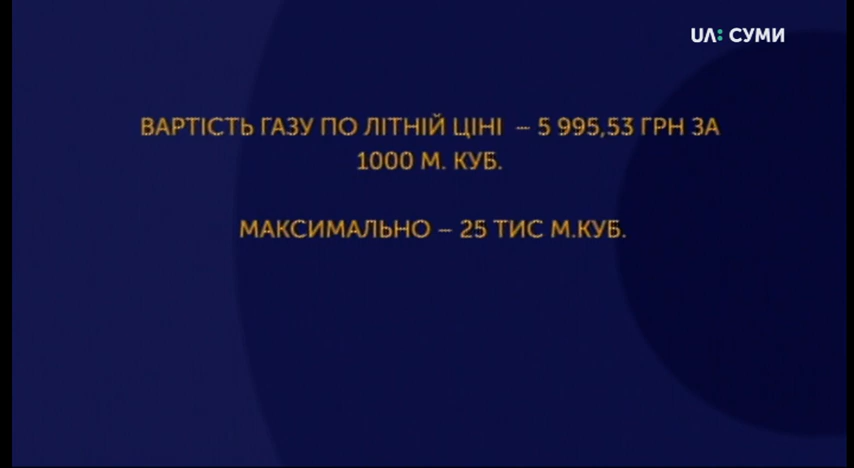 UA: СУМИ
ВАРТІСТЬ ГАЗУ ПО ЛІТНІЙ ЦІНІ – 5 995,53 ГРН ЗА
1000 М. КУБ.
МАКСИМАЛЬНО – 25 ТИС М.КУБ.